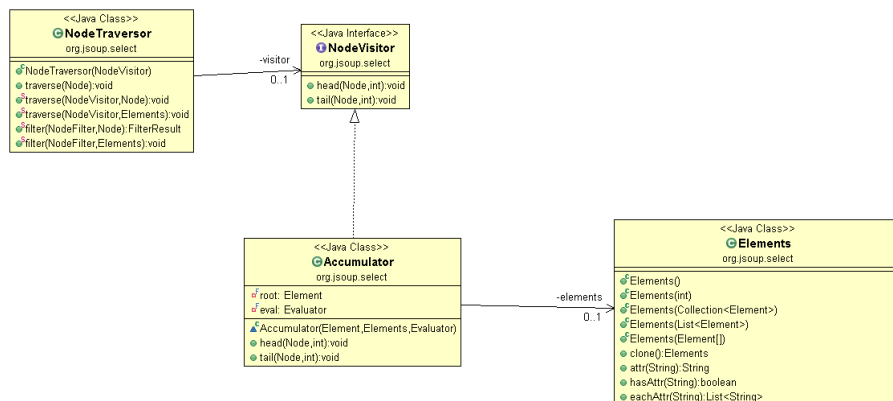 <<Java Class>>
NodeTraversor
org.jsoup.select
NodeTraversor(NodeVisitor)
traverse(Node):void
traverse(NodeVisitor,Node):void
traverse(NodeVisitor,Elements):void
filter(NodeFilter,Node):FilterResult
filter(NodeFilter,Elements):void
-visitor
0..1
<<Java Interface>>
NodeVisitor
org.jsoup.select
head(Node,int):void
tail(Node,int):void
<<Java Class>>
Accumulator
org.jsoup.select
root: Element
eval: Evaluator
Accumulator(Element,Elements,Evaluator)
head(Node,int):void
tail(Node,int):void
-elements
0..1
<<Java Class>>
Elements
org.jsoup.select
Elements()
Elements(int)
Elements(Collection<Element>)
Elements(List<Element>)
Elements(Element[])
clone():Elements
attr(String):String
hasAttr(String):boolean
eachAttr(String):List<String>